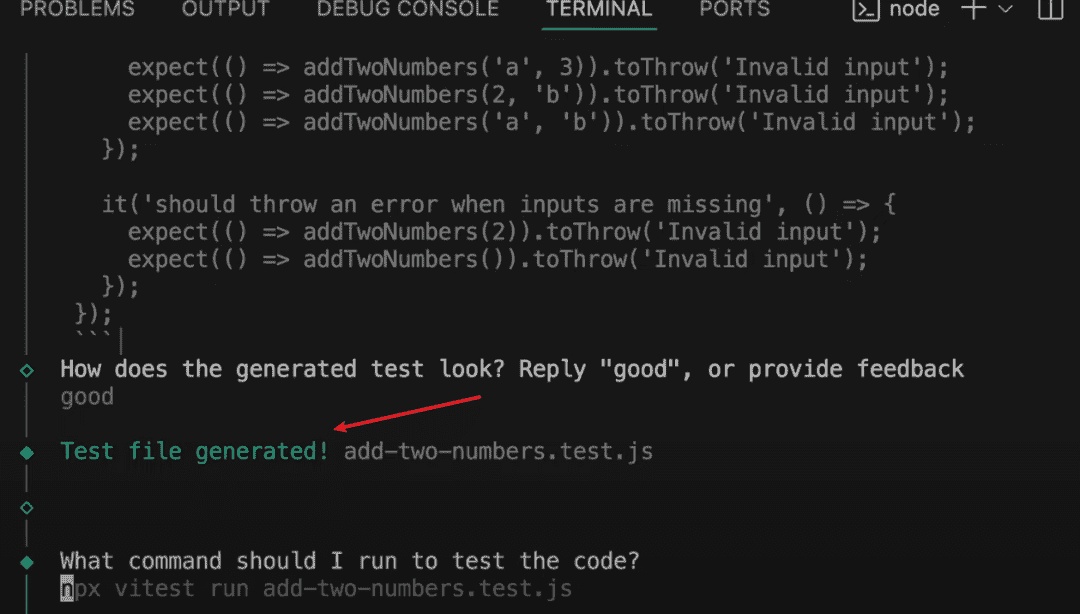 PROBLEMS OUTPUT DEBUG CONSOLE TERMINAL PORTS node
expect(() => addTwoNumbers('a', 3)).toThrow('Invalid input');
expect(() => addTwoNumbers(2, 'b')).toThrow('Invalid input');
expect(() => addTwoNumbers('a', 'b')).toThrow('Invalid input');
});
it('should throw an error when inputs are missing', () => {
expect(() => addTwoNumbers(2)).toThrow('Invalid input');
expect(() => addTwoNumbers()).toThrow('Invalid input');
});
});
```
How does the generated test look? Reply "good", or provide feedback
good
Test file generated! add-two-numbers.test.js
What command should I run to test the code?
npx vitest run add-two-numbers.test.js